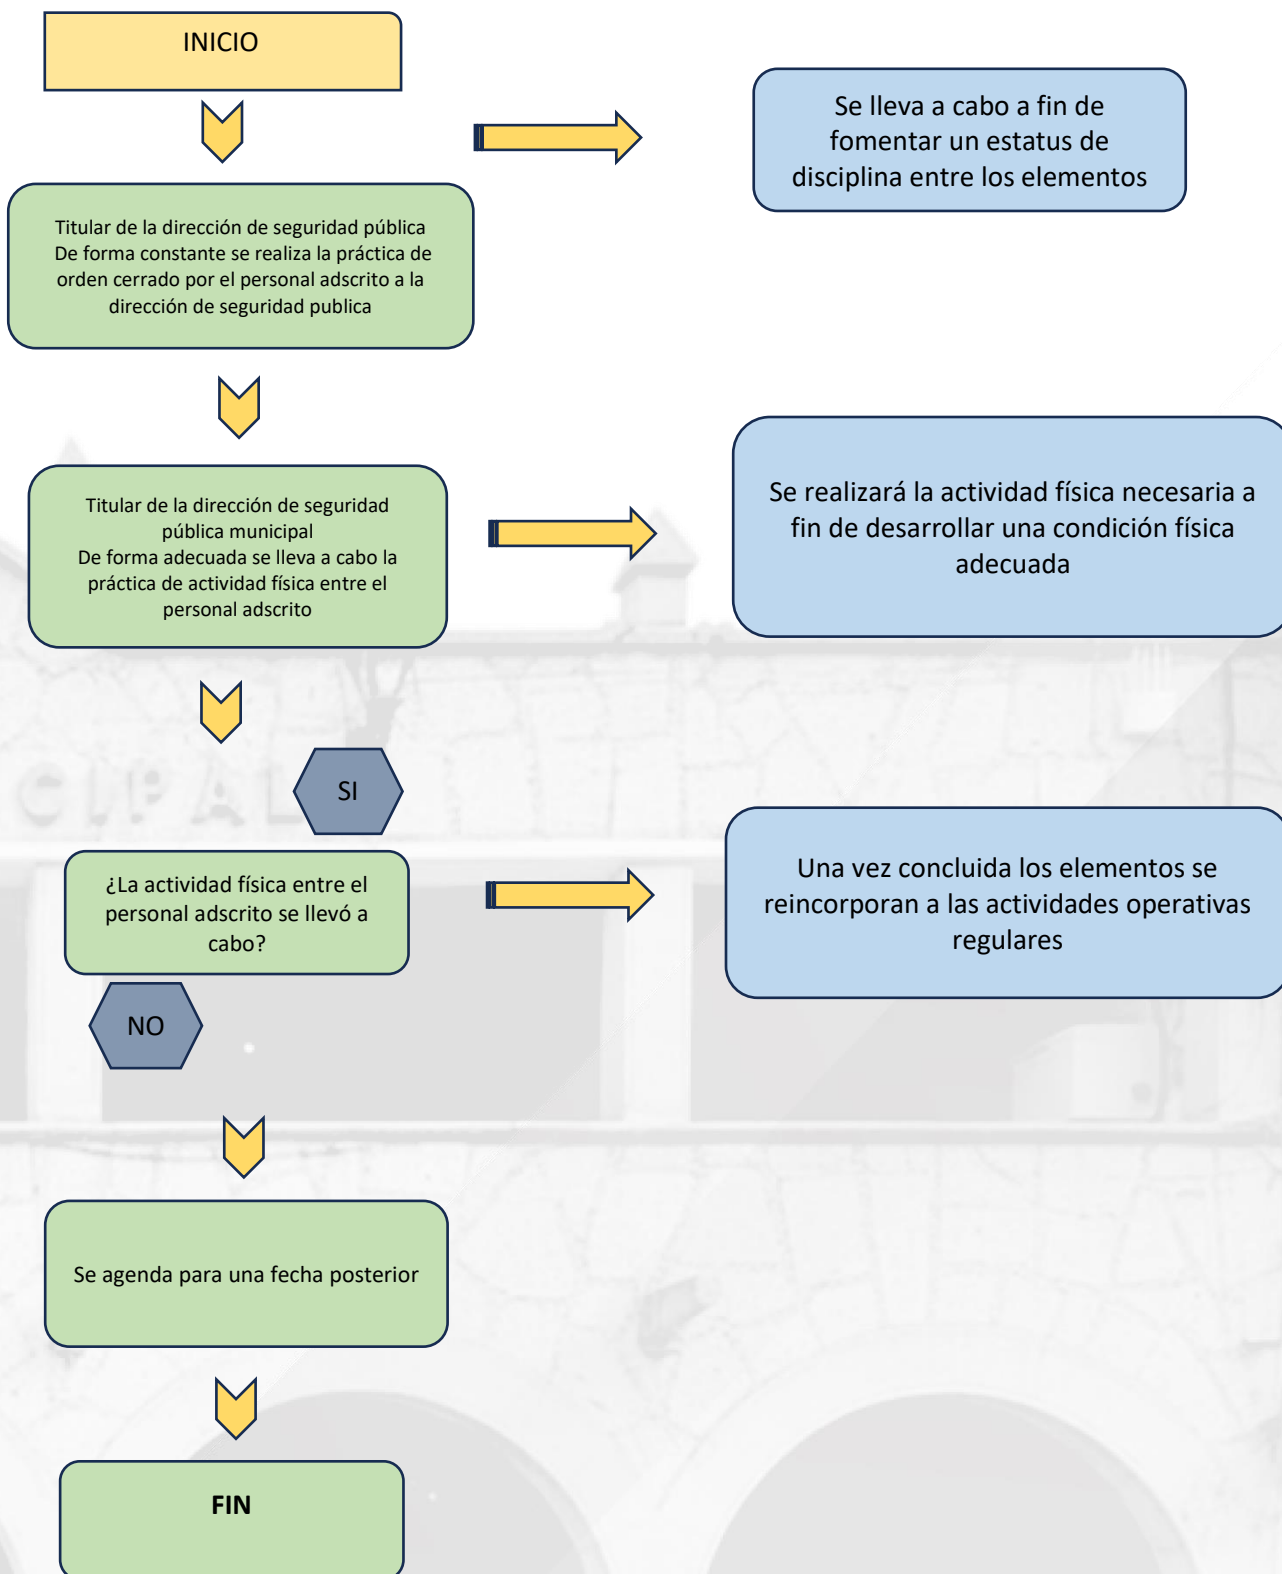 INICIO
Se lleva a cabo a fin de
fomentar un estatus de
disciplina entre los elementos
Titular de la dirección de seguridad pública
De forma constante se realiza la práctica de
orden cerrado por el personal adscrito a la
dirección de seguridad publica
Titular de la dirección de seguridad
pública municipal
De forma adecuada se lleva a cabo la
práctica de actividad física entre el
personal adscrito
Se realizará la actividad física necesaria a
fin de desarrollar una condición física
adecuada
SI
CIPAL
¿La actividad física entre el
personal adscrito se llevó a
cabo?
Una vez concluida los elementos se
reincorporan a las actividades operativas
regulares
NO
Se agenda para una fecha posterior
FIN